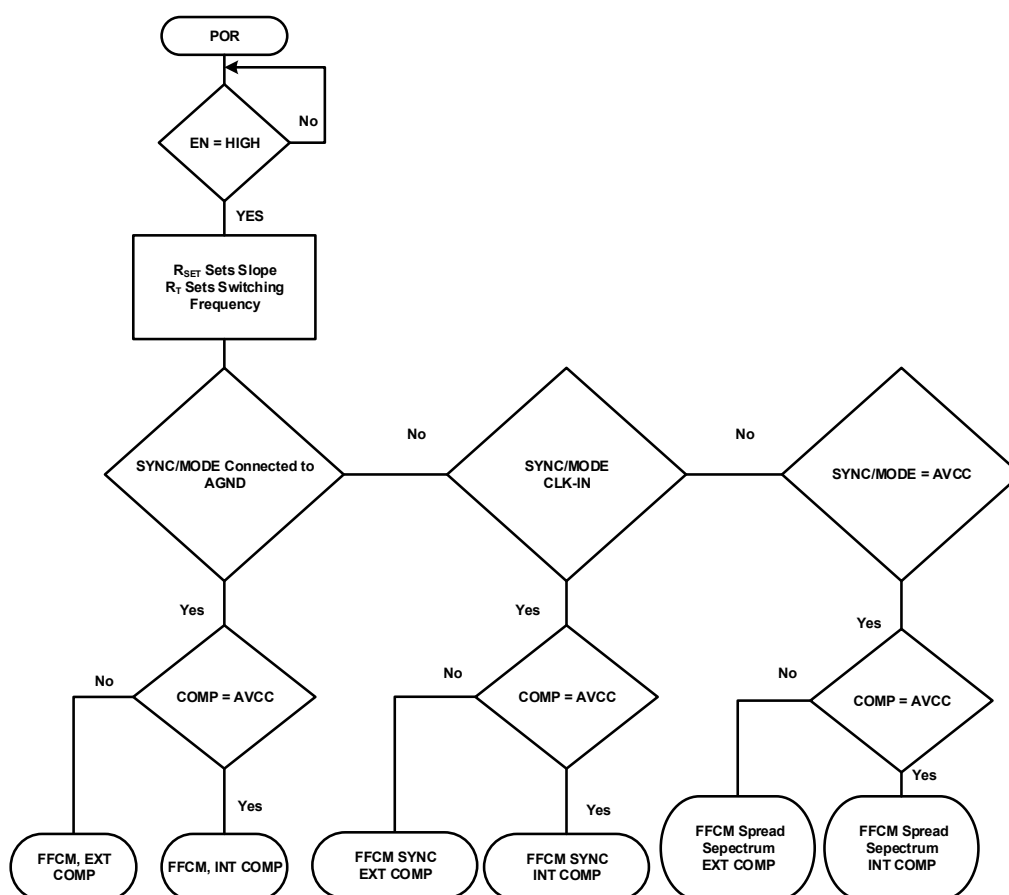 POR
No
EN = HIGH
YES
RSET Sets Slope
RT Sets Switching
Frequency
No
No
SYNC/MODE Connected to
AGND
SYNC/MODE
CLK-IN
SYNC/MODE = AVCC
Yes
Yes
Yes
No
No
No
COMP = AVCC
COMP = AVCC
COMP = AVCC
Yes
Yes
Yes
FFCM, EXT
COMP
FFCM, INT COMP
FFCM SYNC
EXT COMP
FFCM SYNC
INT COMP
FFCM Spread
Sepectrum
EXT COMP
FFCM Spread
Sepectrum
INT COMP